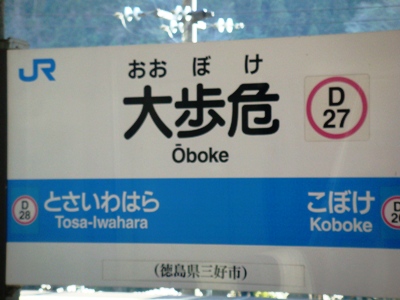 JR
おおぼけ
大歩危
Ōboke
D
27
D
28
とさいわはら
Tosa-Iwahara
こぼけ
Koboke
D
(徳島県三好市)